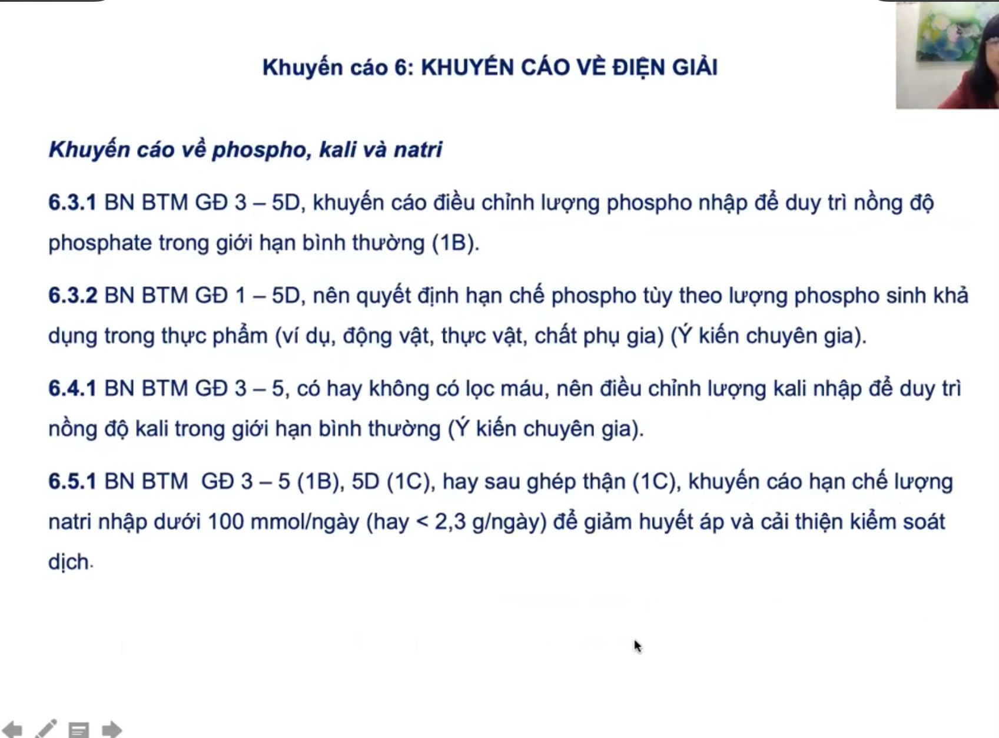 Khuyến cáo 6: KHUYẾN CÁO VỀ ĐIỆN GIẢI
Khuyến cáo về phospho, kali và natri
6.3.1 BN BTM GĐ 3 – 5D, khuyến cáo điều chỉnh lượng phospho nhập để duy trì nồng độ
phosphate trong giới hạn bình thường (1B).
6.3.2 BN BTM GĐ 1 – 5D, nên quyết định hạn chế phospho tùy theo lượng phospho sinh khả
dụng trong thực phẩm (ví dụ, động vật, thực vật, chất phụ gia) (Ý kiến chuyên gia).
6.4.1 BN BTM GĐ 3 – 5, có hay không có lọc máu, nên điều chỉnh lượng kali nhập để duy trì
nồng độ kali trong giới hạn bình thường (Ý kiến chuyên gia).
6.5.1 BN BTM  GĐ 3 – 5 (1B), 5D (1C), hay sau ghép thận (1C), khuyến cáo hạn chế lượng
natri nhập dưới 100 mmol/ngày (hay < 2,3 g/ngày) để giảm huyết áp và cải thiện kiểm soát
dịch.